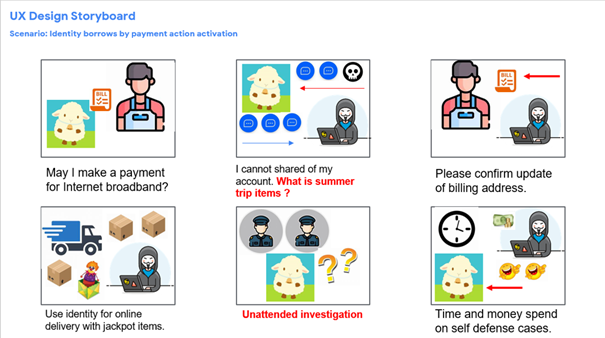 UX Design Storyboard
Scenario: Identity borrows by payment action activation
BILL
BILL
May I make a payment
for Internet broadband?
I cannot shared of my
account. What is summer
trip items ?
Please confirm update
of billing address.
Use identity for online
delivery with jackpot items.
Unattended investigation
Time and money spend
on self defense cases.